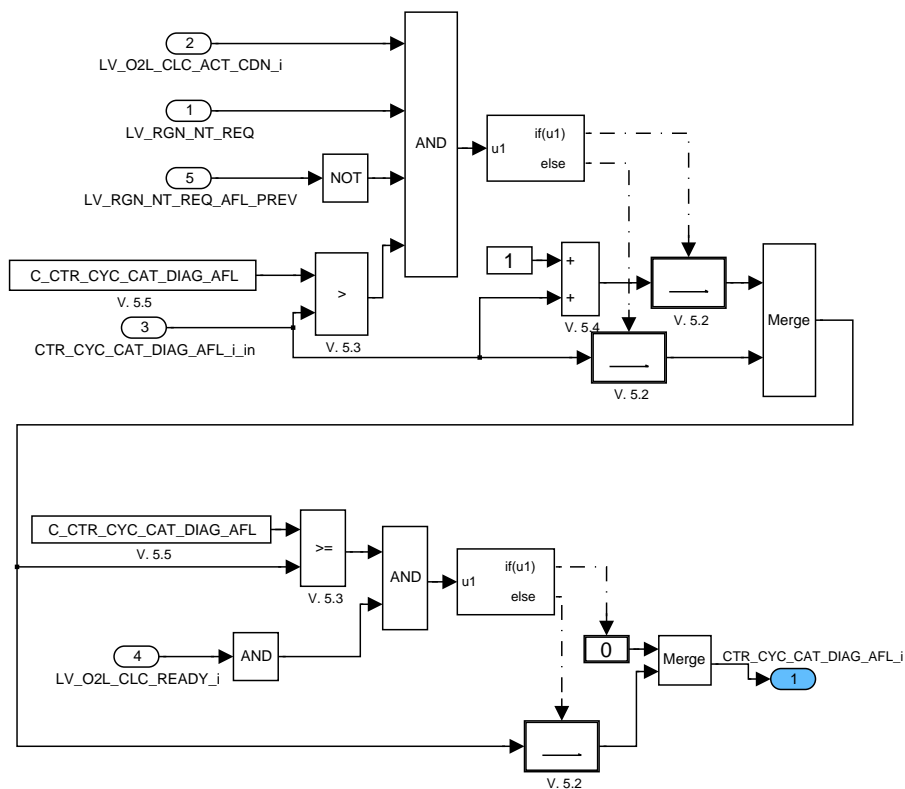 2
LV_O2L_CLC_ACT_CDN_i
1
LV_RGN_NT_REQ
5
LV_RGN_NT_REQ_AFL_PREV
NOT
AND
u1
if(u1)
else
C_CTR_CYC_CAT_DIAG_AFL
V. 5.5
3
CTR_CYC_CAT_DIAG_AFL_i_in
>
V. 5.3
1
+
+
V. 5.4
V. 5.2
V. 5.2
Merge
C_CTR_CYC_CAT_DIAG_AFL
V. 5.5
>=
V. 5.3
4
LV_O2L_CLC_READY_i
AND
AND
u1
if(u1)
else
0
V. 5.2
Merge
CTR_CYC_CAT_DIAG_AFL_i
1